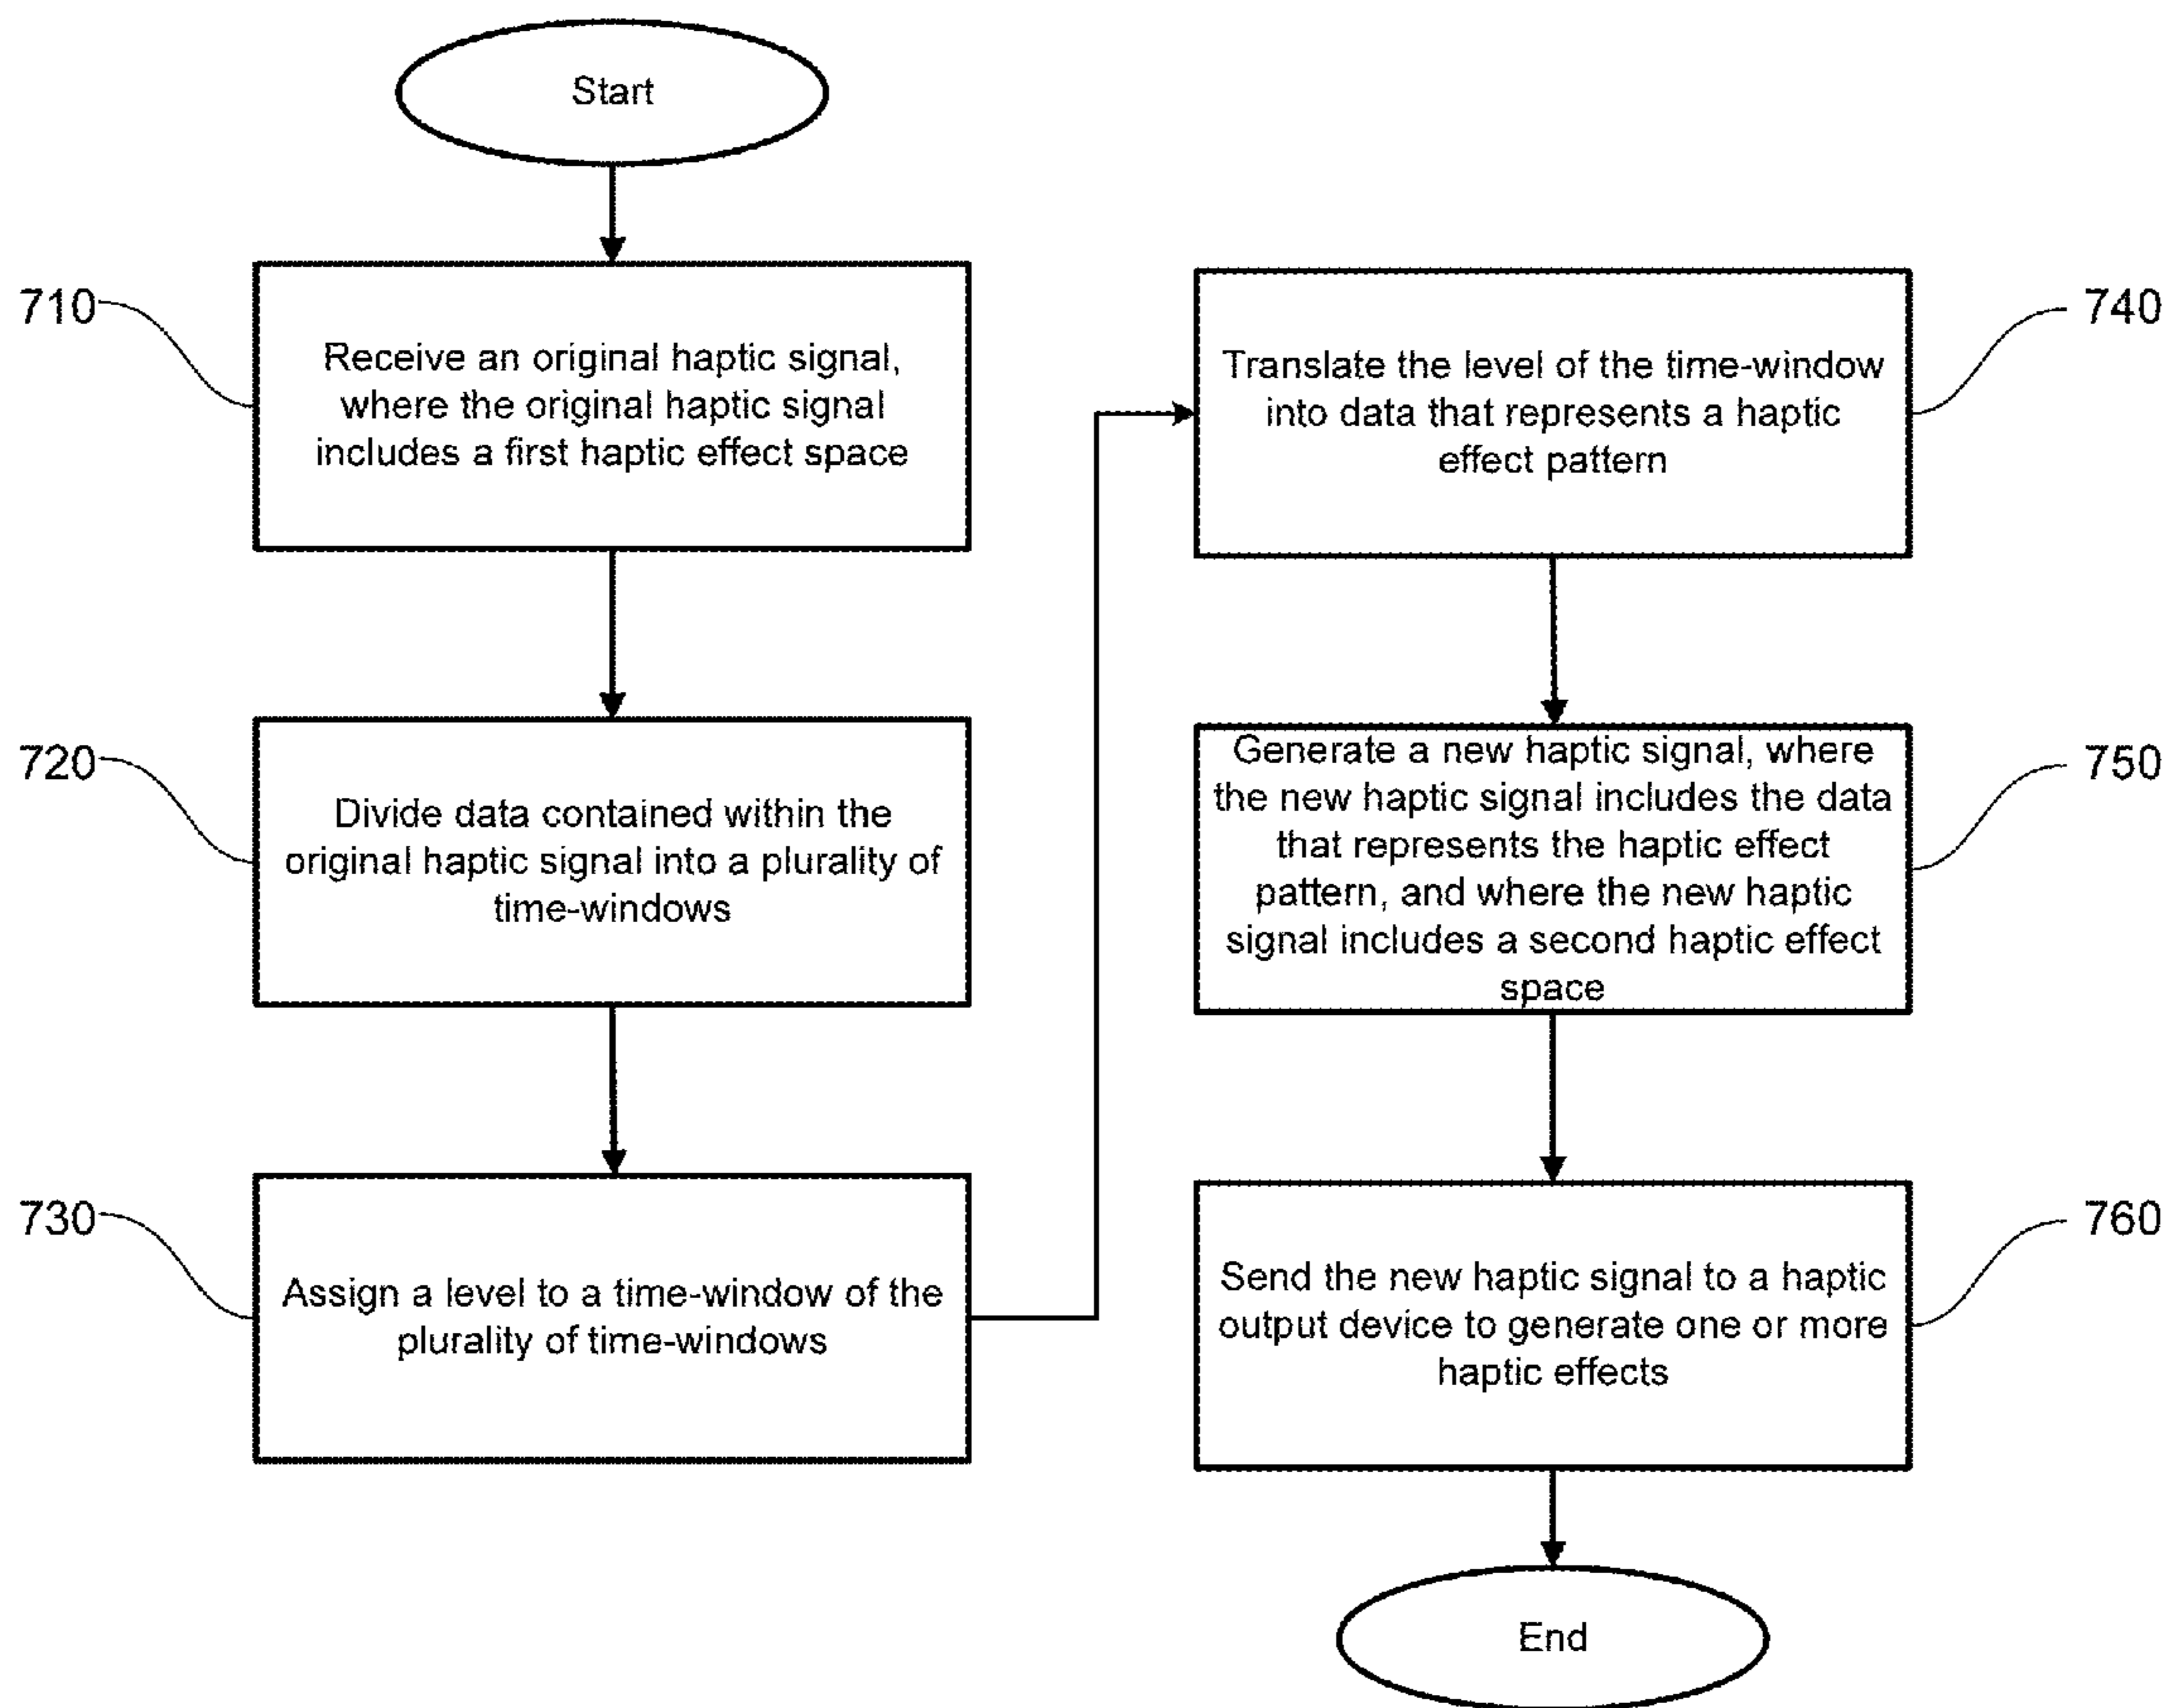 Start
710
Receive an original haptic signal,
where the original haptic signal
includes a first haptic effect space
720
Divide data contained within the
original haptic signal into a plurality of
time-windows
730
Assign a level to a time-window of the
plurality of time-windows
740
Translate the level of the time-window
into data that represents a haptic
effect pattern
750
Generate a new haptic signal, where
the new haptic signal includes the data
that represents the haptic effect
pattern, and where the new haptic
signal includes a second haptic effect
space
760
Send the new haptic signal to a haptic
output device to generate one or more
haptic effects
End